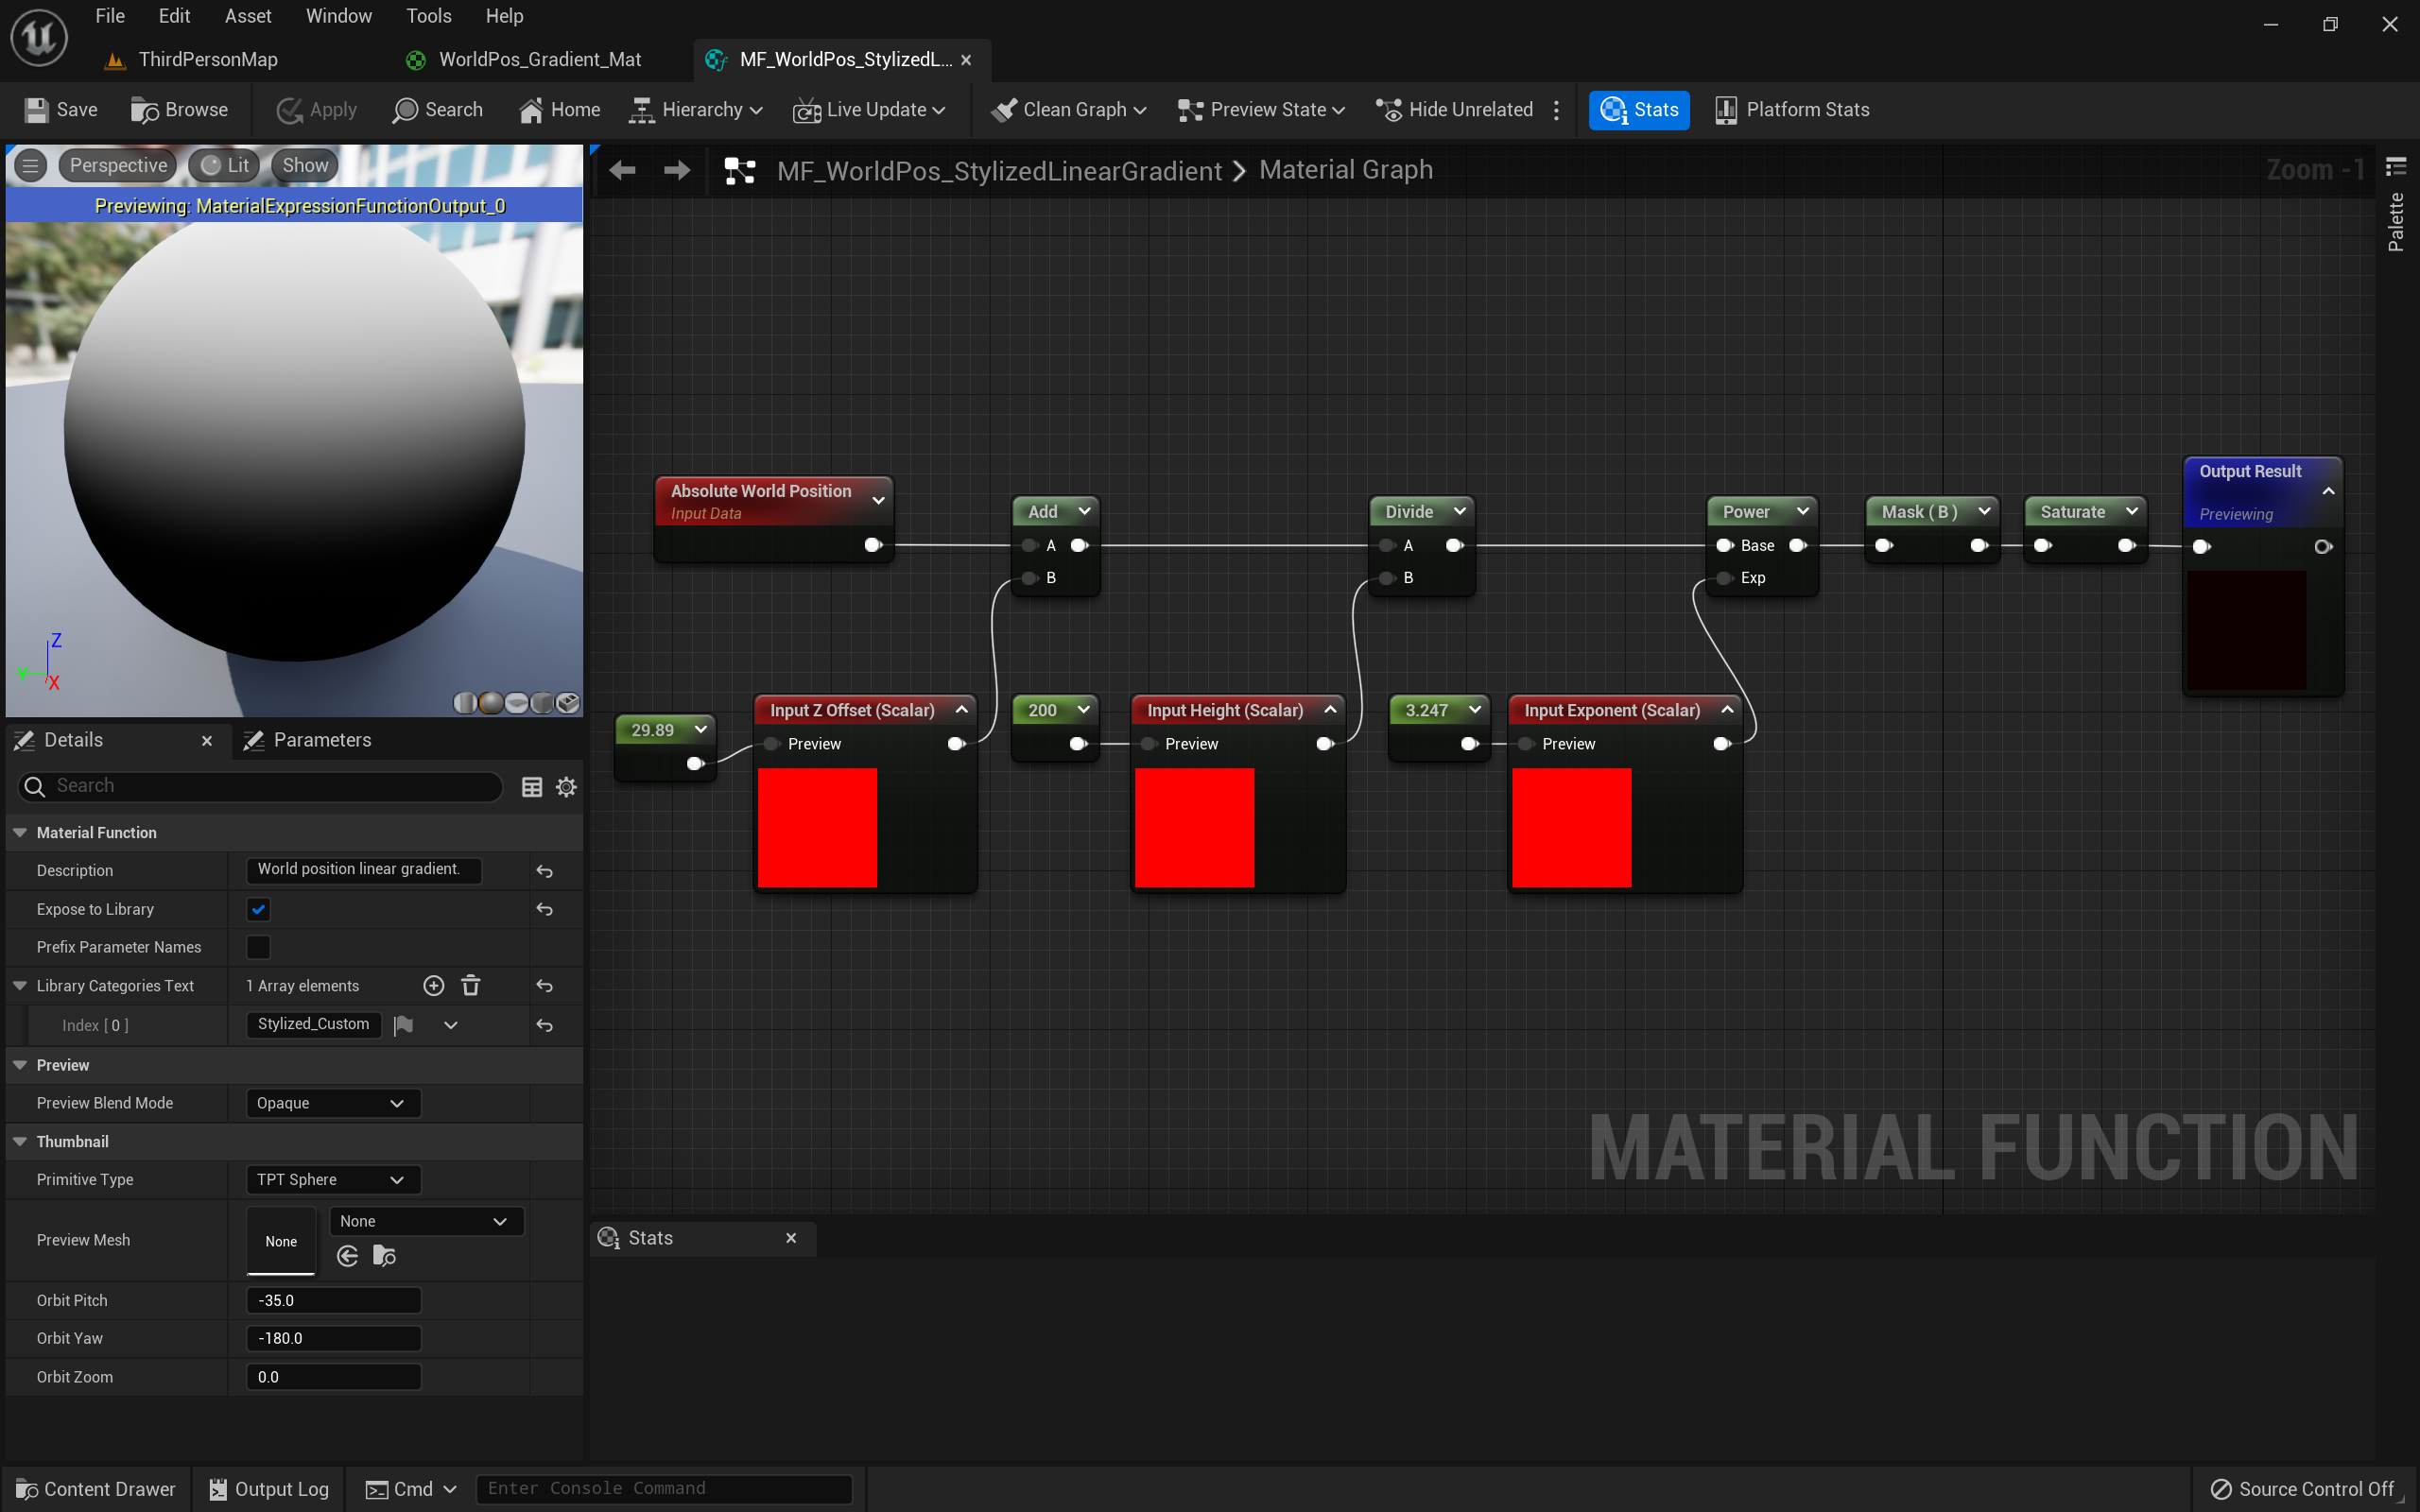 File Edit Asset Window Tools Help
ThirdPersonMap WorldPos_Gradient_Mat MF_WorldPos_StylizedL...
Save Browse Apply Search Home Hierarchy Live Update Clean Graph Preview State Hide Unrelated Stats Platform Stats
Perspective Lit Show
Previewing: MaterialExpressionFunctionOutput_0
Z
Y
X
MF_WorldPos_StylizedLinearGradient Material Graph
Zoom -1
Palette
Absolute World Position
Input Data
Add
A
B
Divide
A
B
Power
Base
Exp
Mask ( B )
Saturate
Output Result
Previewing
29.89
Input Z Offset (Scalar)
Preview
200
Input Height (Scalar)
Preview
3.247
Input Exponent (Scalar)
Preview
MATERIAL FUNCTION
Details Parameters
Search
Material Function
Description World position linear gradient.
Expose to Library
Prefix Parameter Names
Library Categories Text 1 Array elements
Index [ 0 ] Stylized_Custom
Preview
Preview Blend Mode Opaque
Thumbnail
Primitive Type TPT Sphere
Preview Mesh None None
Orbit Pitch -35.0
Orbit Yaw -180.0
Orbit Zoom 0.0
Stats
Content Drawer Output Log Cmd Enter Console Command Source Control Off